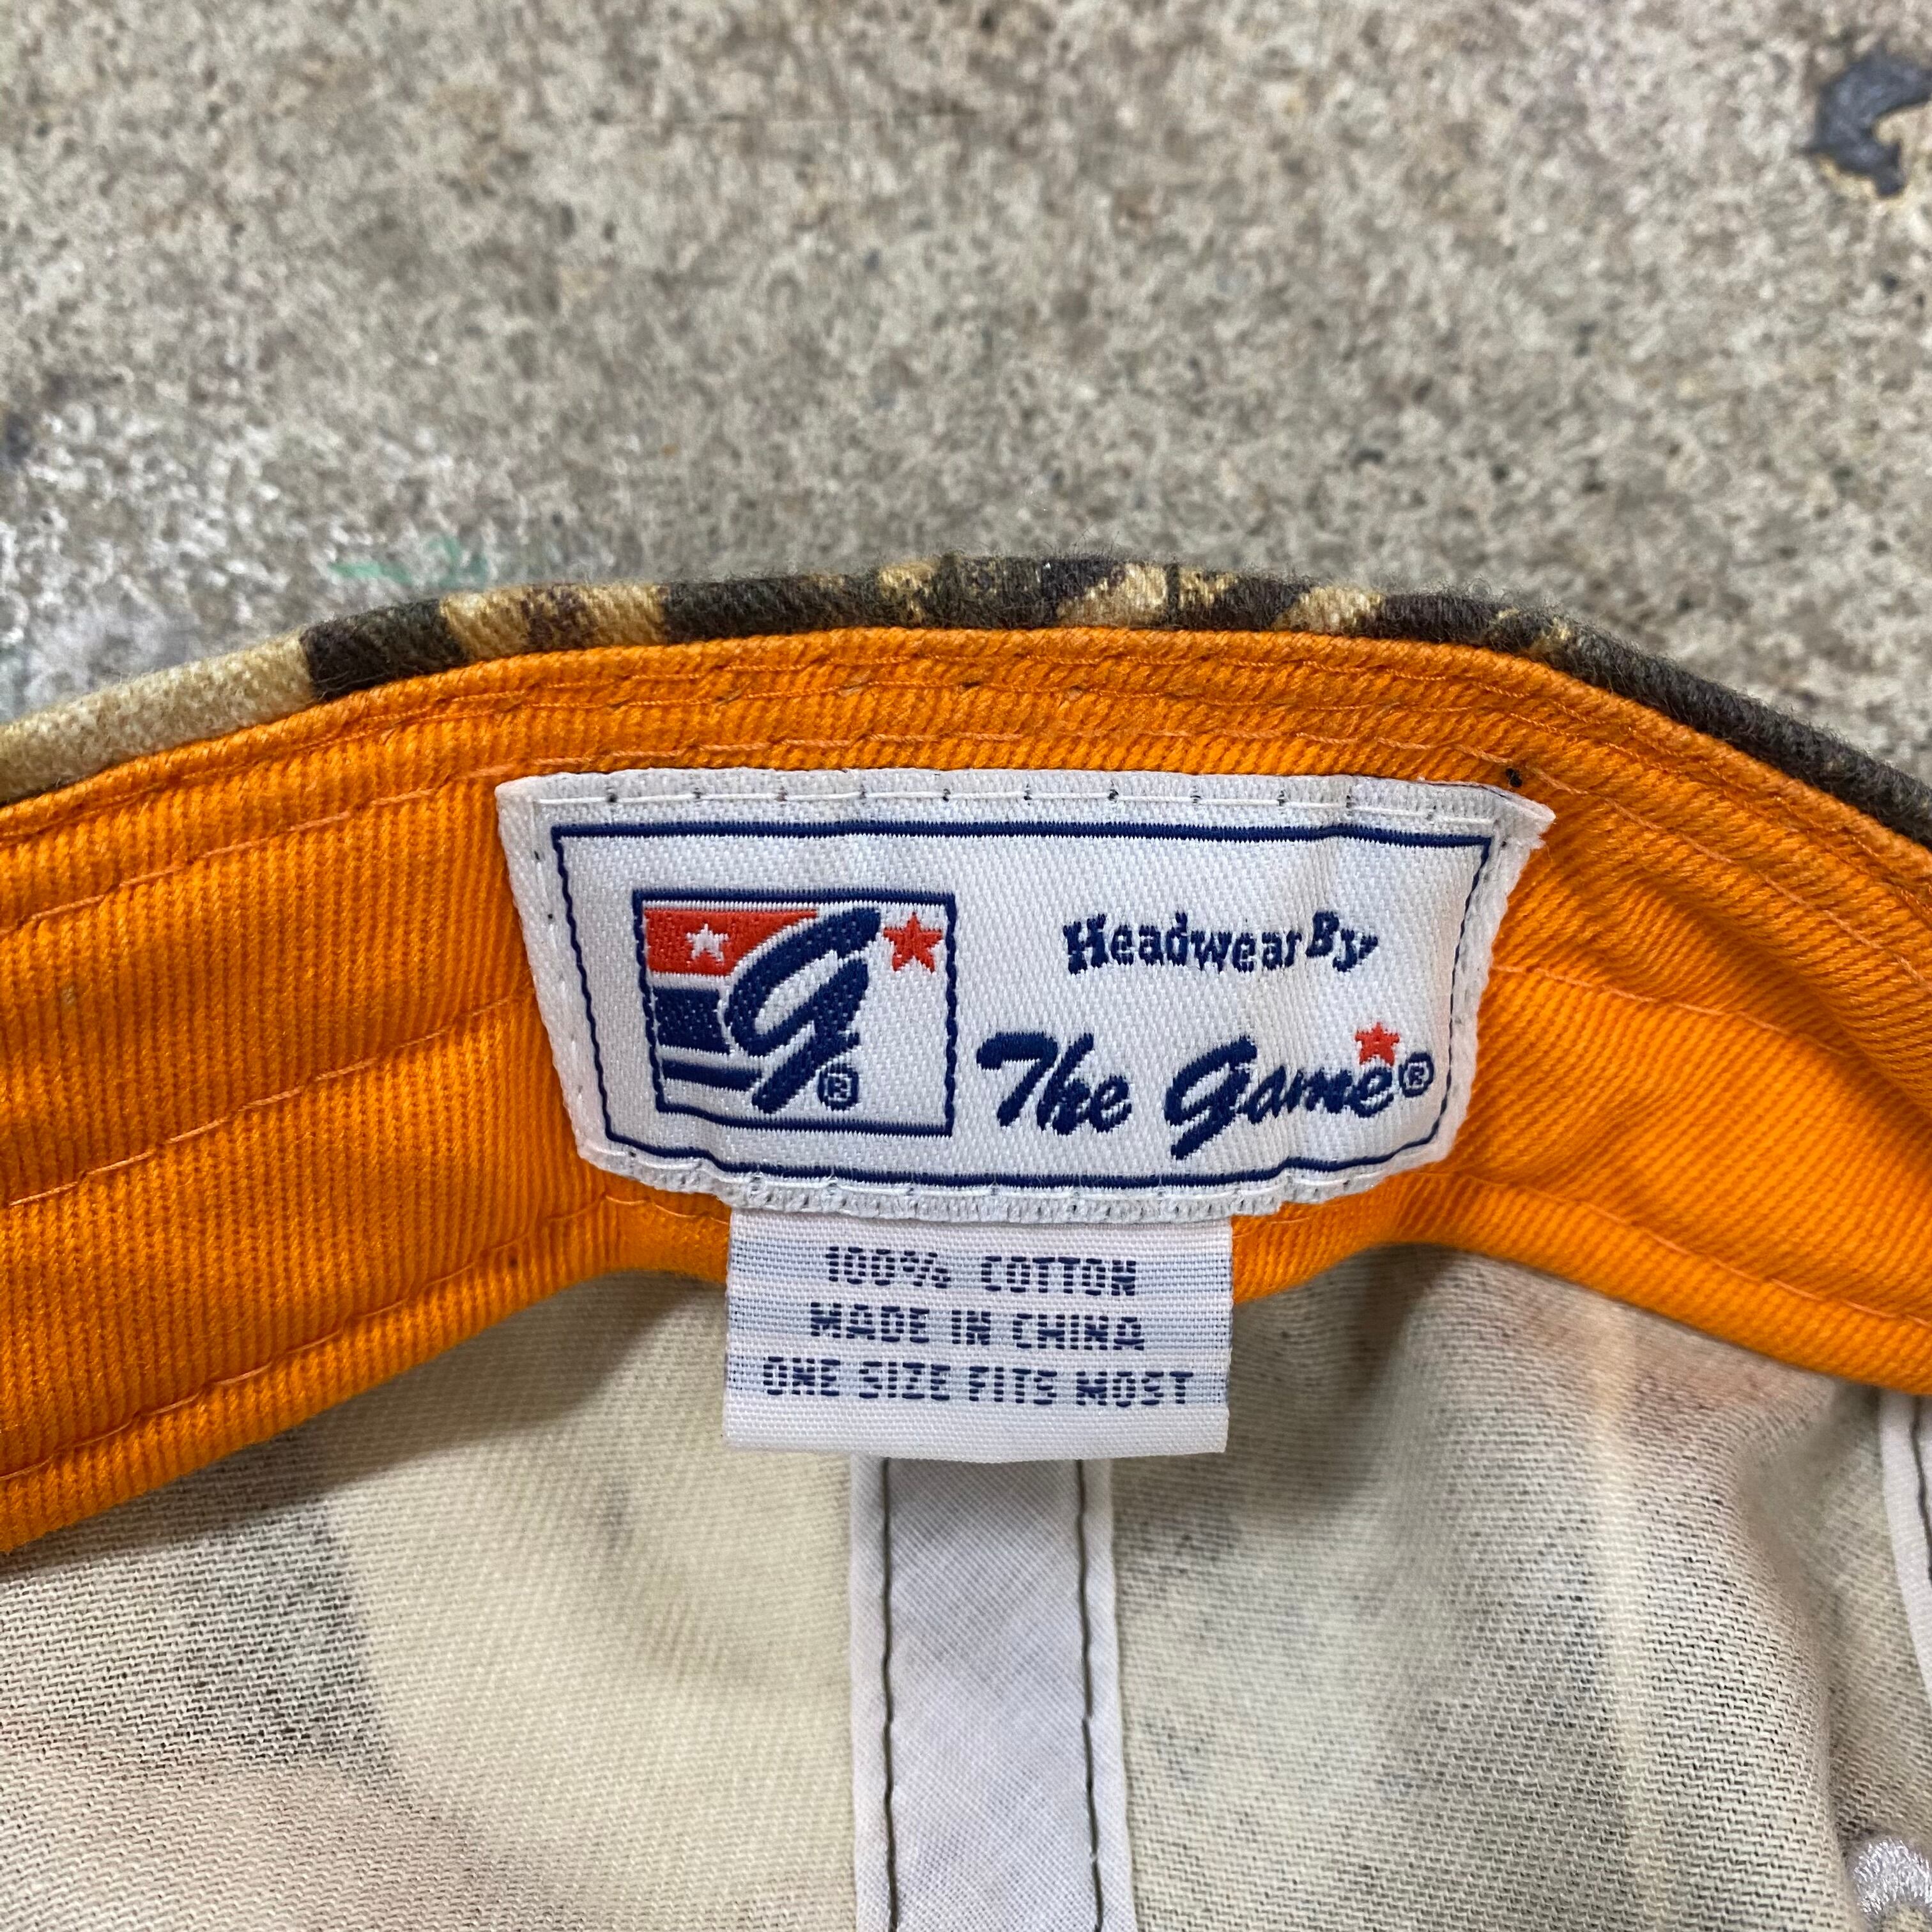 g®
Headwear By
The Game®
100% COTTON
MADE IN CHINA
ONE SIZE FITS MOST